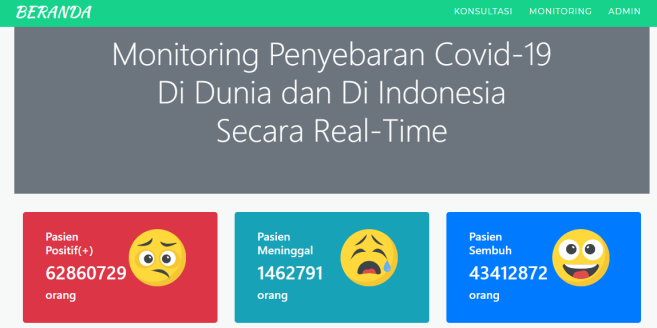 BERANDA
KONSULTASI MONITORING ADMIN
Monitoring Penyebaran Covid-19
Di Dunia dan Di Indonesia
Secara Real-Time
Pasien
Positif(+)
62860729
orang
Pasien
Meninggal
1462791
orang
Pasien
Sembuh
43412872
orang